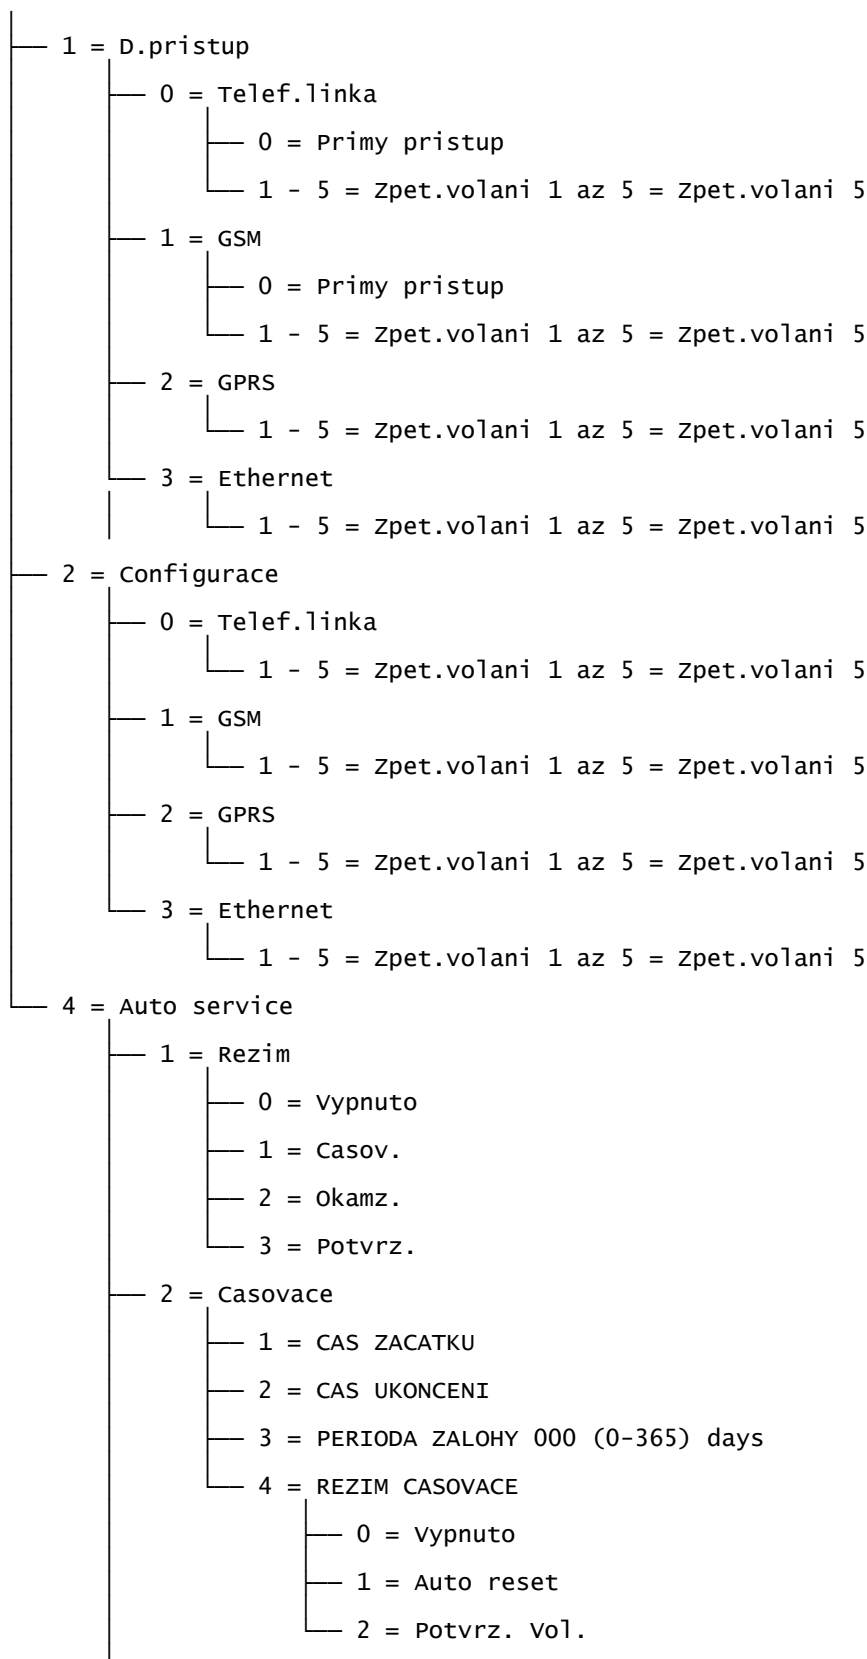 1 = D.pristup
0 = Telef.linka
0 = Primy pristup
1 - 5 = Zpet.volani 1 az 5 = Zpet.volani 5
1 = GSM
0 = Primy pristup
1 - 5 = Zpet.volani 1 az 5 = Zpet.volani 5
2 = GPRS
1 - 5 = Zpet.volani 1 az 5 = Zpet.volani 5
3 = Ethernet
1 - 5 = Zpet.volani 1 az 5 = Zpet.volani 5
2 = Configurace
0 = Telef.linka
1 - 5 = Zpet.volani 1 az 5 = Zpet.volani 5
1 = GSM
1 - 5 = Zpet.volani 1 az 5 = Zpet.volani 5
2 = GPRS
1 - 5 = Zpet.volani 1 az 5 = Zpet.volani 5
3 = Ethernet
1 - 5 = Zpet.volani 1 az 5 = Zpet.volani 5
4 = Auto service
1 = Rezim
0 = Vypnuto
1 = Casov.
2 = Okamz.
3 = Potvrz.
2 = Casovace
1 = CAS ZACATKU
2 = CAS UKONCENI
3 = PERIODA ZALOHY 000 (0-365) days
4 = REZIM CASOVACE
0 = Vypnuto
1 = Auto reset
2 = Potvrz. Vol.